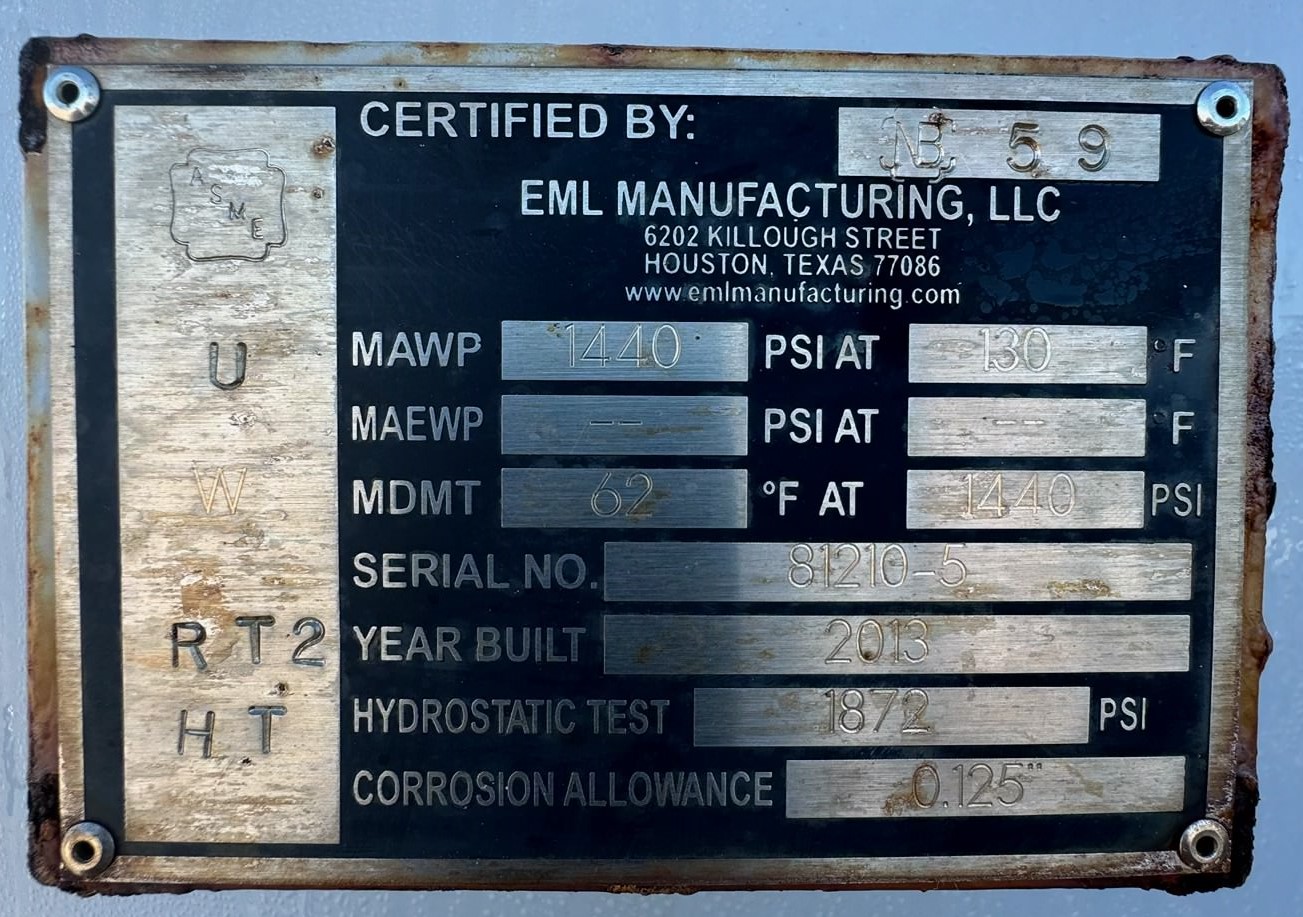 CERTIFIED BY: NB 59
EML MANUFACTURING, LLC
6202 KILLOUGH STREET
HOUSTON, TEXAS 77086
www.emlmanufacturing.com
ASME
U
W
RT2
HT
MAWP 1440 PSI AT 130 °F
MAEWP -- PSI AT -- °F
MDMT 62 °F AT 1440 PSI
SERIAL NO. 81210-5
YEAR BUILT 2013
HYDROSTATIC TEST 1872 PSI
CORROSION ALLOWANCE 0.125"